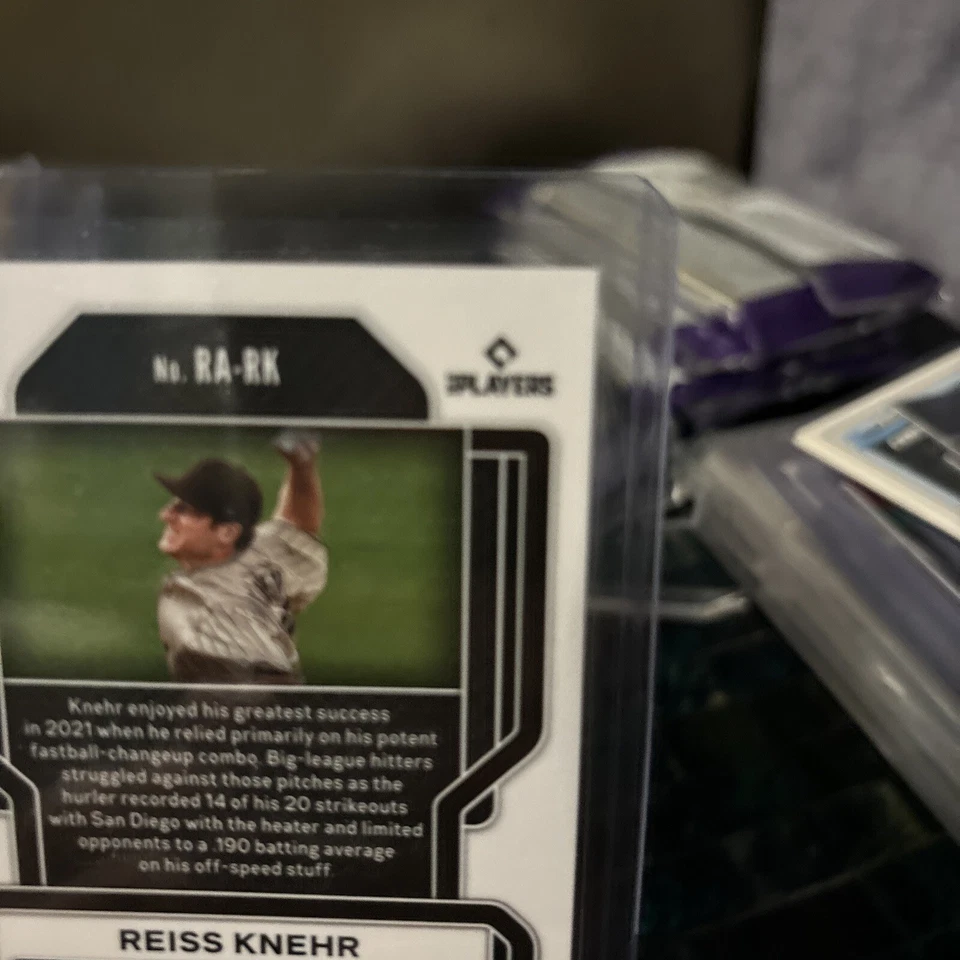 No. RA-RK
PLAYERS
Knehr enjoyed his greatest success
in 2021 when he relied primarily on his potent
fastball-changeup combo. Big-league hitters
struggled against those pitches as the
hurler recorded 14 of his 20 strikeouts
with San Diego with the heater and limited
opponents to a .190 batting average
on his off-speed stuff.
REISS KNEHR